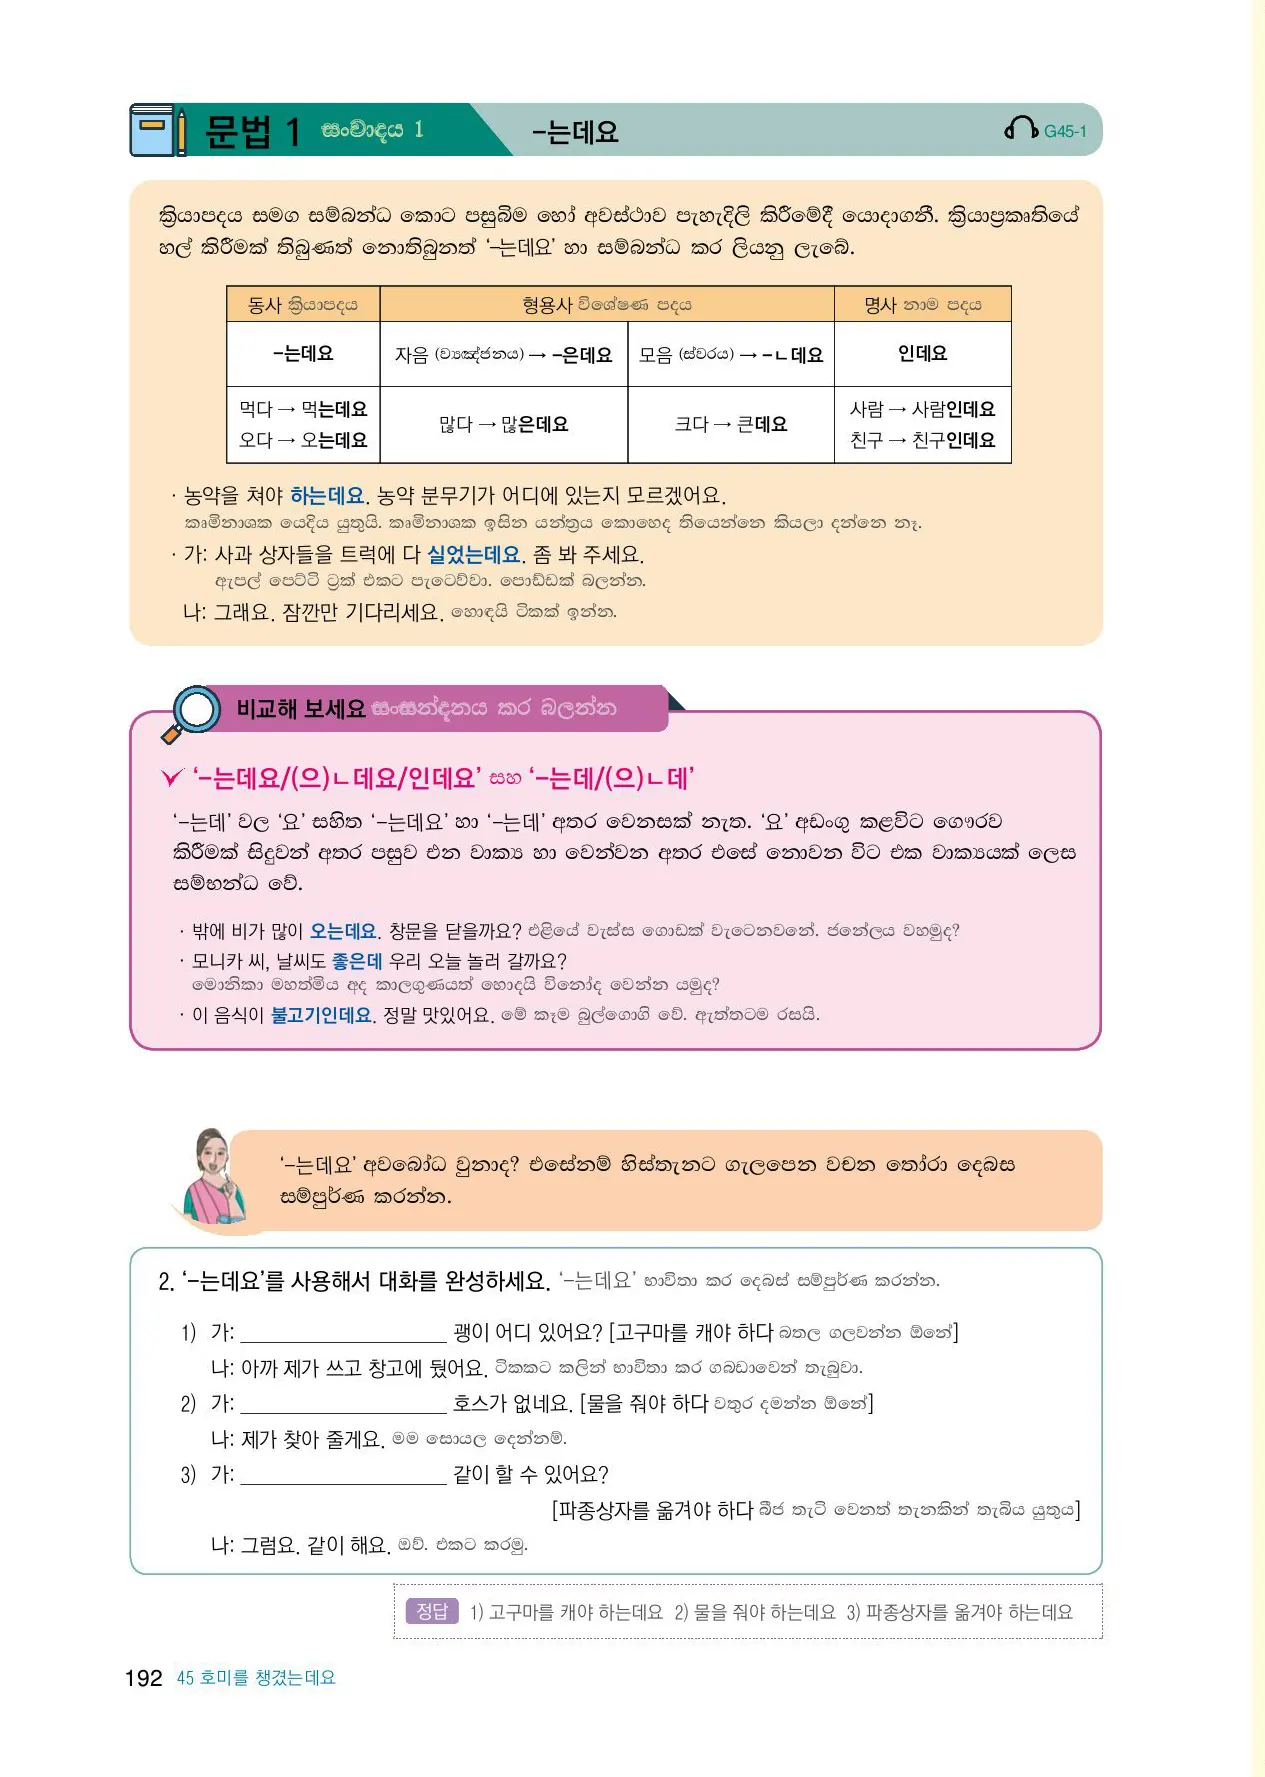 문법 1 සංවාදය 1 -는데요 G45-1
ක්‍රියාපදය සමග සම්බන්ධ කොට පසුබිම හෝ අවස්ථාව පැහැදිලි කිරීමේදී යොදාගනී. ක්‍රියාප්‍රකෘතියේ
හල් කිරීමක් තිබුණත් නොතිබුනත් ‘-는데요’ හා සම්බන්ධ කර ලියනු ලැබේ.
동사 ක්‍රියාපදය 형용사 විශේෂණ පදය 명사 නාම පදය
-는데요 자음 (ව්‍යඤ්ජනය) → -은데요 모음 (ස්වරය) → -ㄴ데요 인데요
먹다 → 먹는데요 많다 → 많은데요 크다 → 큰데요 사람 → 사람인데요
오다 → 오는데요 친구 → 친구인데요
· 농약을 쳐야 하는데요. 농약 분무기가 어디에 있는지 모르겠어요.
කෘමිනාශක යෙදිය යුතුයි. කෘමිනාශක ඉසින යන්ත්‍රය කොහෙද තියෙන්නෙ කියලා දන්නෙ නෑ.
· 가: 사과 상자들을 트럭에 다 실었는데요. 좀 봐 주세요.
ඇපල් පෙට්ටි ට්‍රක් එකට පැටෙව්වා. පොඩ්ඩක් බලන්න.
나: 그래요. 잠깐만 기다리세요. හොඳයි ටිකක් ඉන්න.
비교해 보세요 සංසන්දනය කර බලන්න
‘-는데요/(으)ㄴ데요/인데요’ සහ ‘-는데/(으)ㄴ데’
‘-는데’ වල ‘요’ සහිත ‘-는데요’ හා ‘-는데’ අතර වෙනසක් නැත. ‘요’ අඩංගු කළවිට ගෞරව
කිරීමක් සිදුවන් අතර පසුව එන වාක්‍ය හා වෙන්වන අතර එසේ නොවන විට එක වාක්‍යයක් ලෙස
සම්භන්ධ වේ.
· 밖에 비가 많이 오는데요. 창문을 닫을까요? එළියේ වැස්ස ගොඩක් වැටෙනවනේ. ජනේලය වහමුද?
· 모니카 씨, 날씨도 좋은데 우리 오늘 놀러 갈까요?
මොනිකා මහත්මිය අද කාලගුණයත් හොදයි විනෝද වෙන්න යමුද?
· 이 음식이 불고기인데요. 정말 맛있어요. මේ කෑම බුල්ගොගි වේ. ඇත්තටම රසයි.
‘-는데요’ අවබෝධ වුනාද? එසේනම් හිස්තැනට ගැලපෙන වචන තෝරා දෙබස
සම්පූර්ණ කරන්න.
2. ‘-는데요’를 사용해서 대화를 완성하세요. ‘-는데요’ භාවිතා කර දෙබස් සම්පූර්ණ කරන්න.
1) 가: ____________________ 괭이 어디 있어요? [고구마를 캐야 하다 බතල ගලවන්න ඕනේ]
나: 아까 제가 쓰고 창고에 뒀어요. ටිකකට කලින් භාවිතා කර ගබඩාවෙන් තැබුවා.
2) 가: ____________________ 호스가 없네요. [물을 줘야 하다 වතුර දමන්න ඕනේ]
나: 제가 찾아 줄게요. මම සොයල දෙන්නම්.
3) 가: ____________________ 같이 할 수 있어요?
[파종상자를 옮겨야 하다 බීජ තැටි වෙනත් තැනකින් තැබිය යුතුය]
나: 그럼요. 같이 해요. ඔව්. එකට කරමු.
정답 1) 고구마를 캐야 하는데요 2) 물을 줘야 하는데요 3) 파종상자를 옮겨야 하는데요
192 45 호미를 챙겼는데요